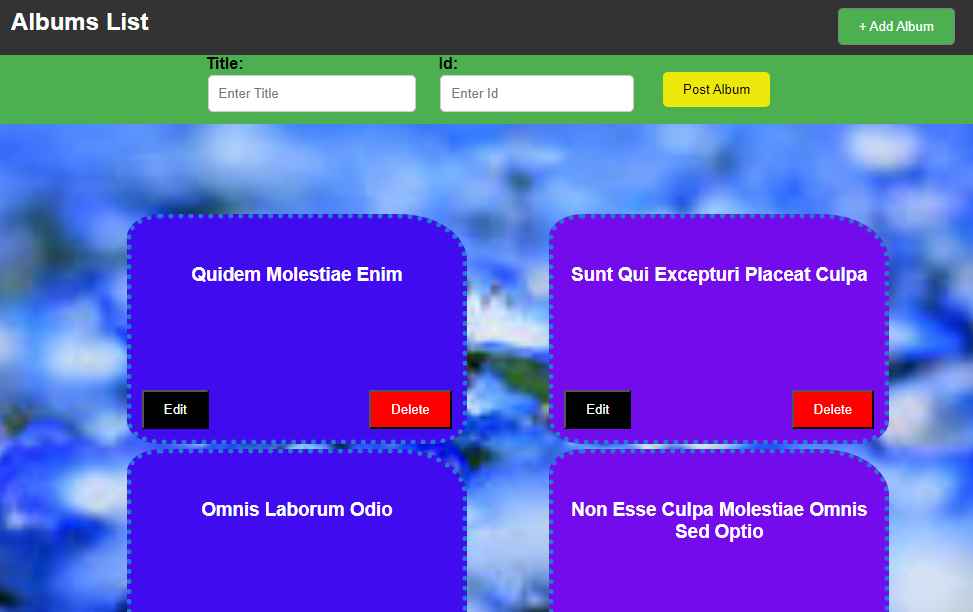 Albums List
+ Add Album
Title:
Id:
Enter Title
Enter Id
Post Album
Quidem Molestiae Enim
Edit
Delete
Sunt Qui Excepturi Placeat Culpa
Edit
Delete
Omnis Laborum Odio
Non Esse Culpa Molestiae Omnis
Sed Optio